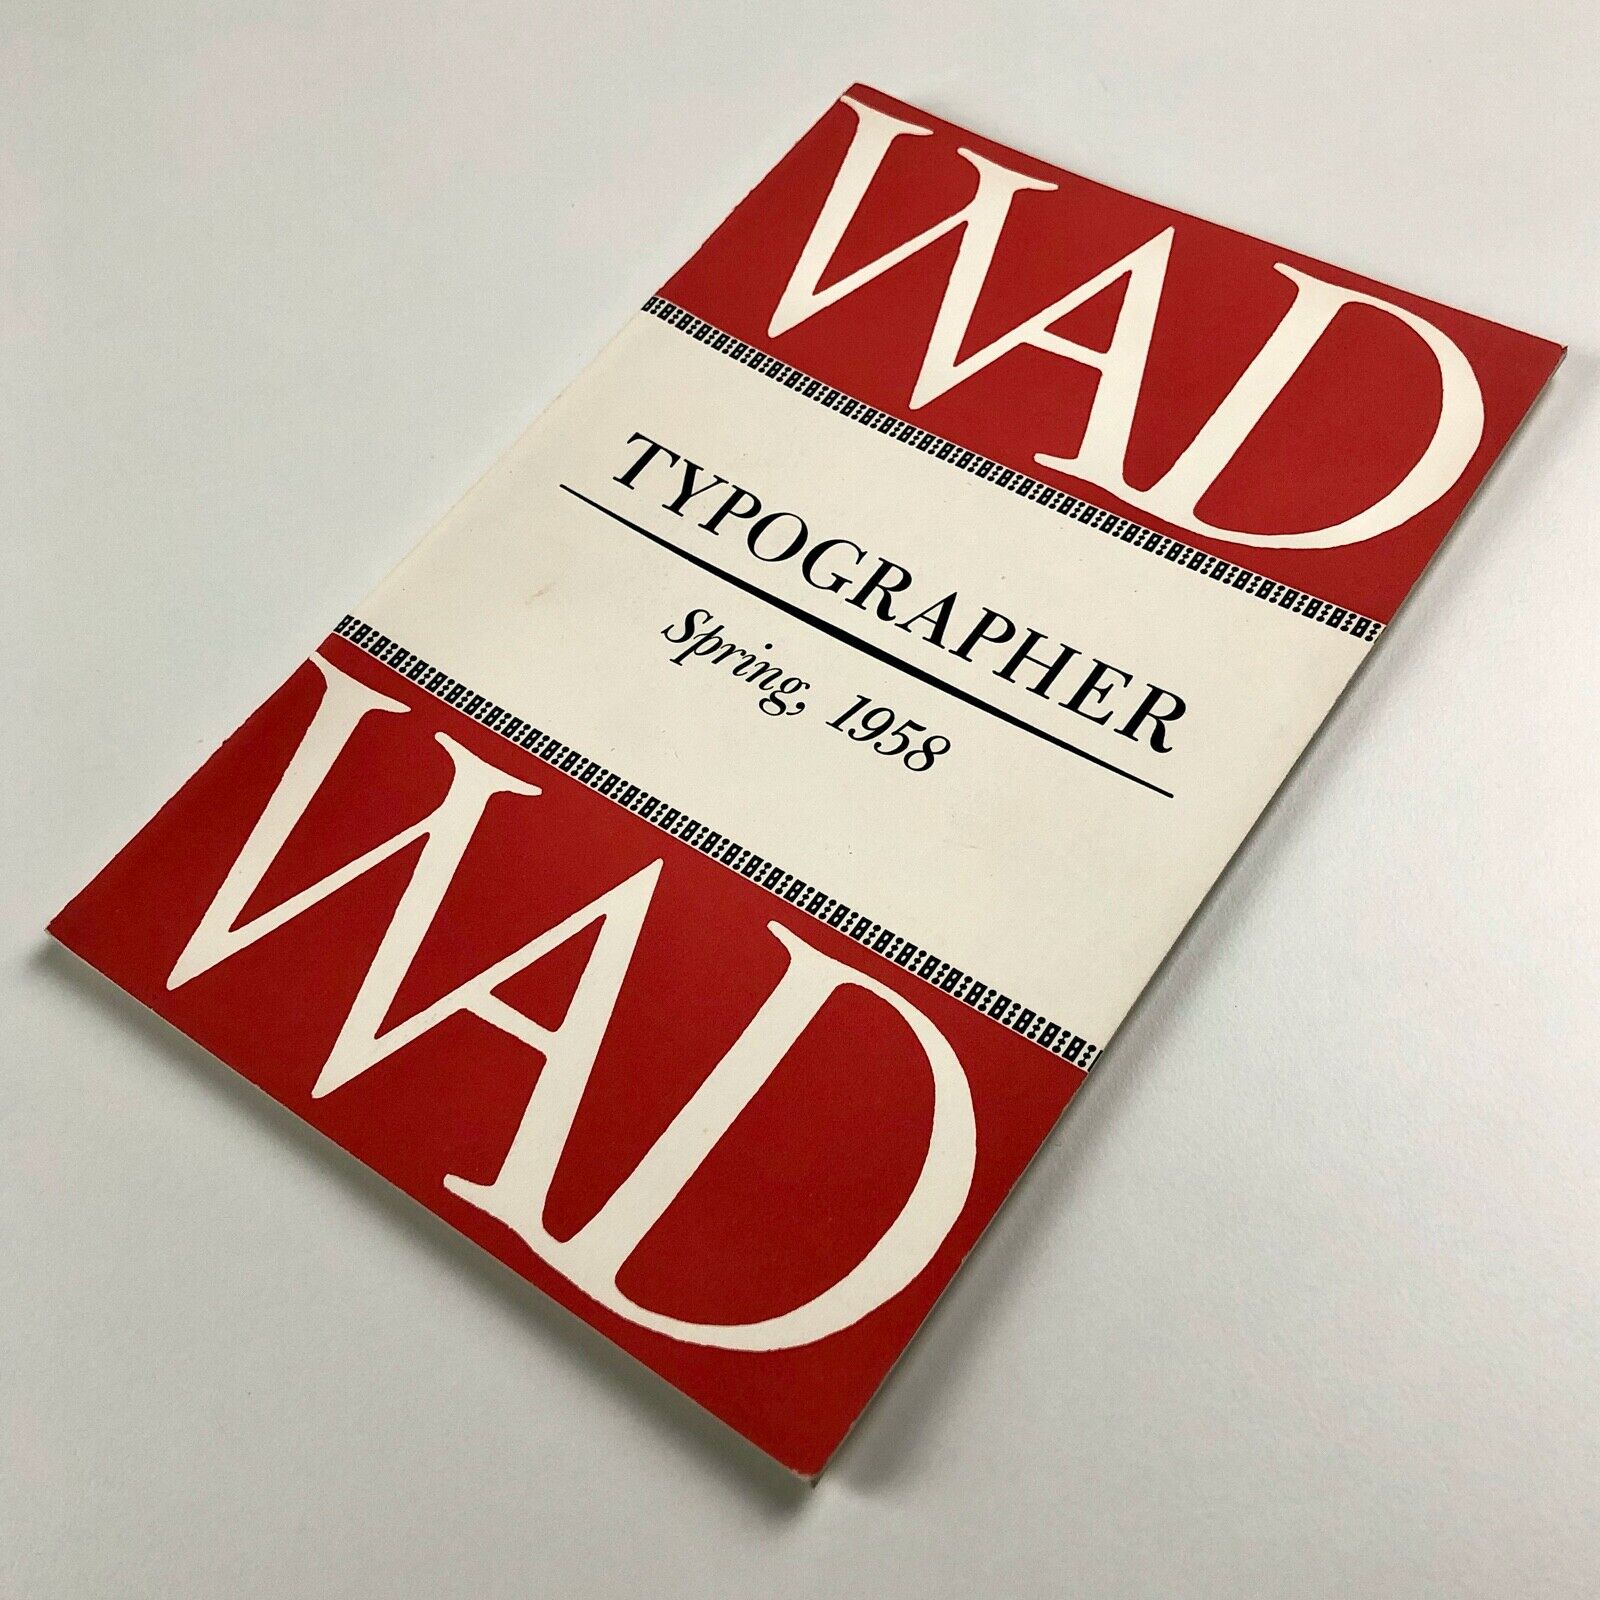 WAD
TYPOGRAPHER
Spring, 1958
WAD